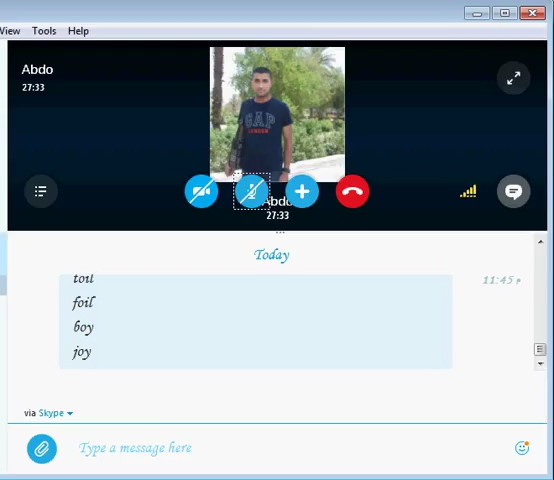 View Tools Help
Abdo
27:33
GAP
LONDON
27:33
Today
toil
11:45 م
foil
boy
joy
via Skype
Type a message here